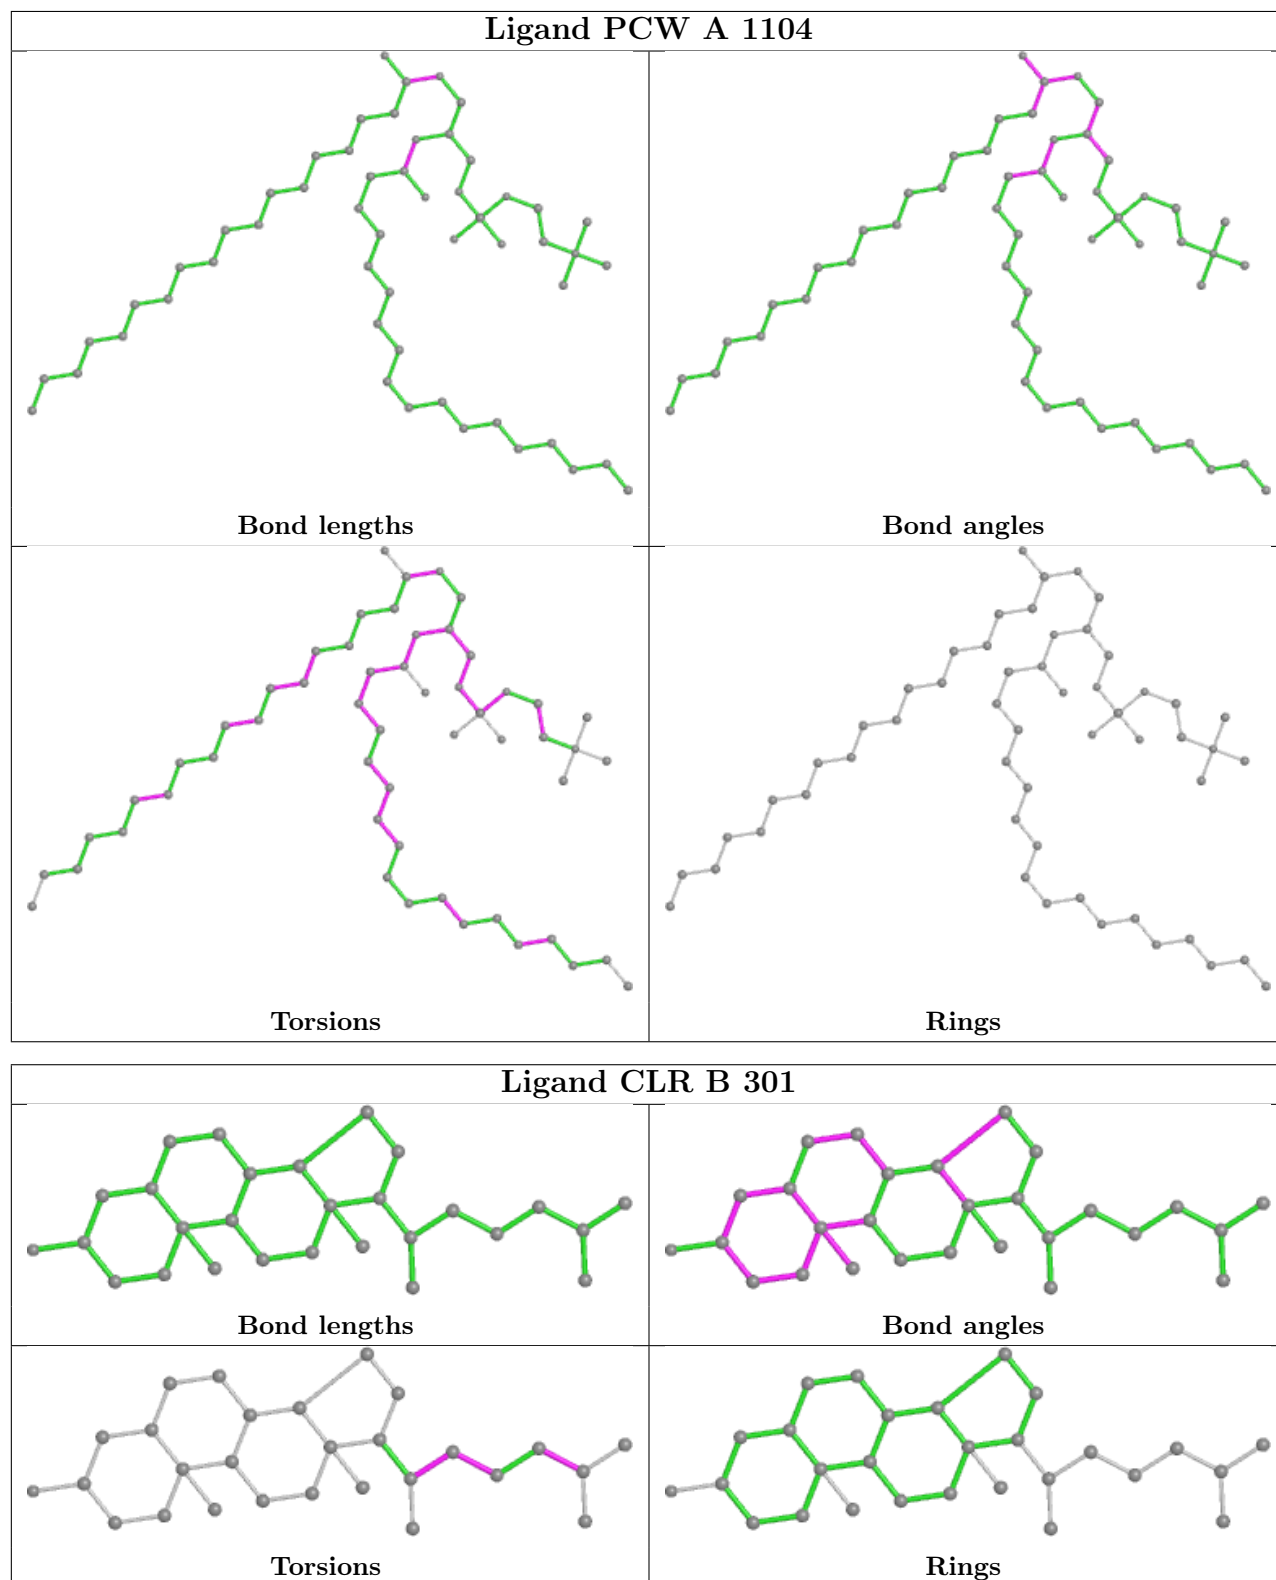 Ligand PCW A 1104
Bond lengths
Bond angles
Torsions
Rings
Ligand CLR B 301
Bond lengths
Bond angles
Torsions
Rings